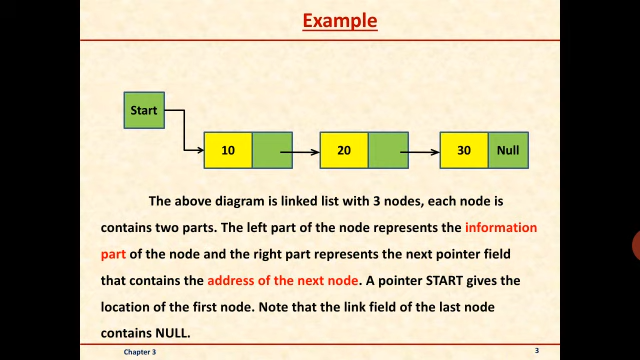 Example
Start
10
20
30 Null
The above diagram is linked list with 3 nodes, each node is
contains two parts. The left part of the node represents the information
part of the node and the right part represents the next pointer field
that contains the address of the next node. A pointer START gives the
location of the first node. Note that the link field of the last node
contains NULL.
Chapter 3
3